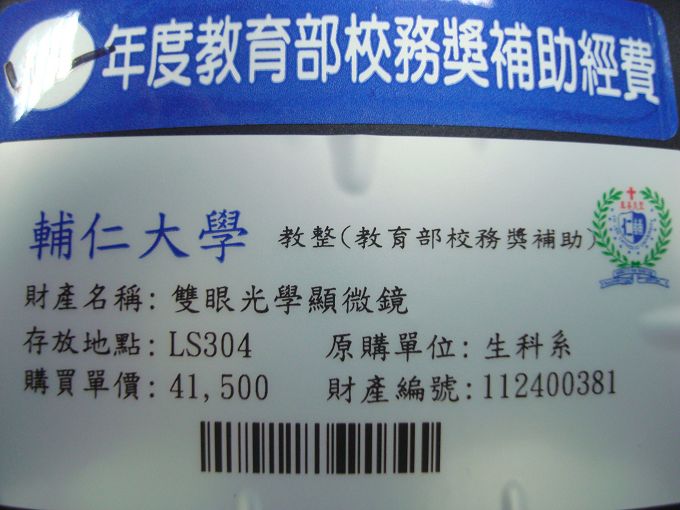 年度教育部校務獎補助經費
輔仁大學 教整(教育部校務獎補助)
財產名稱: 雙眼光學顯微鏡
存放地點: LS304 原購單位: 生科系
購買單價: 41,500 財產編號: 112400381